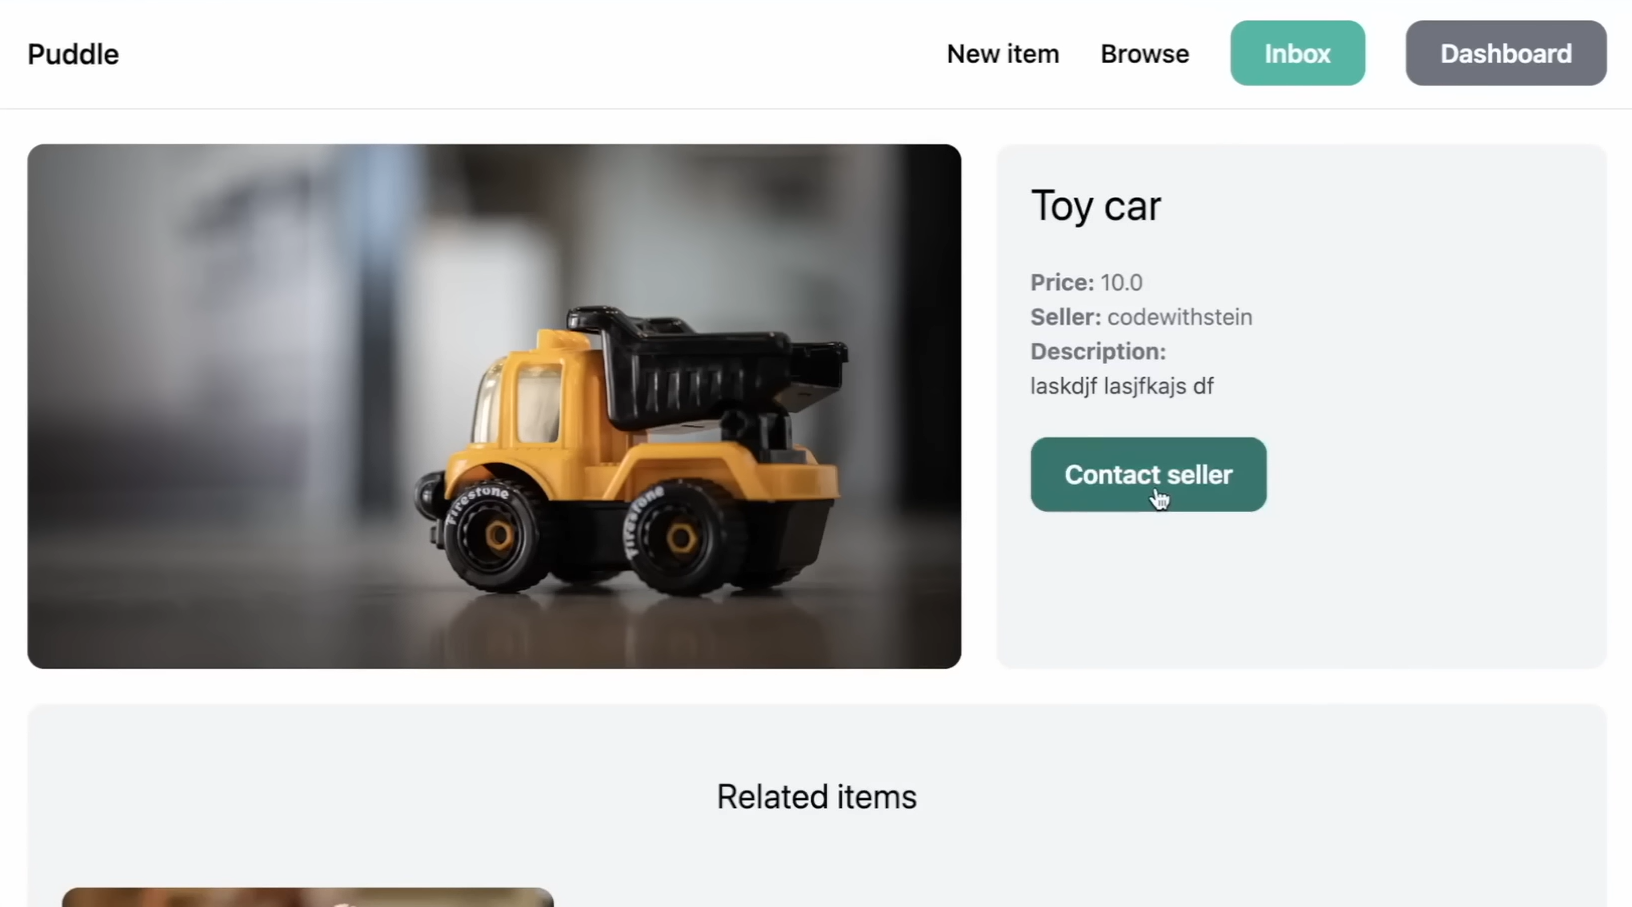 Puddle
New item
Browse
Inbox
Dashboard
Toy car
Price: 10.0
Seller: codewithstein
Description:
laskdjf lasjfkajs df
Contact seller
Firestone
Firestone
Related items